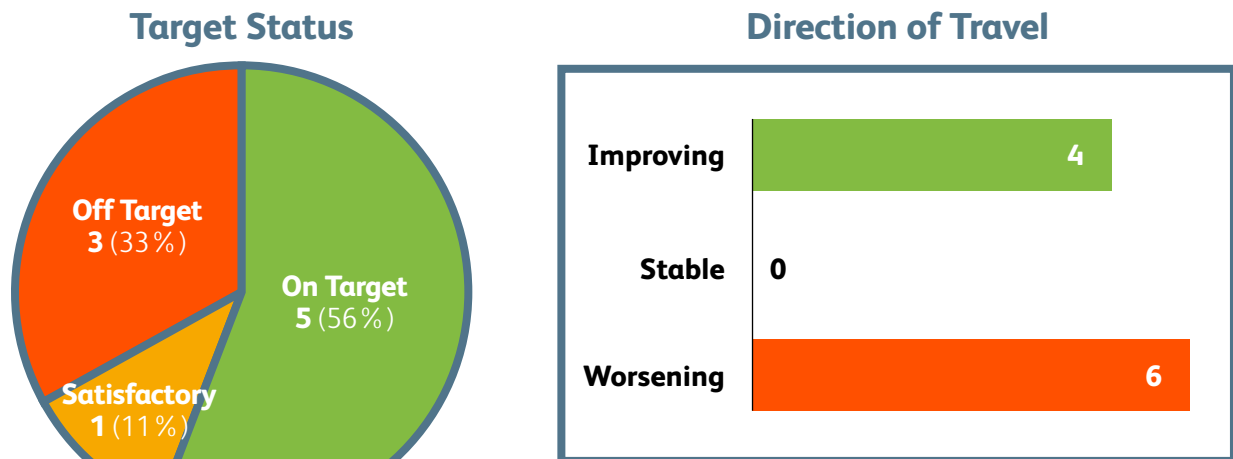 Target Status
Off Target
3 (33%)
On Target
5 (56%)
Satisfactory
1 (11%)
Direction of Travel
Improving
4
Stable
0
Worsening
6